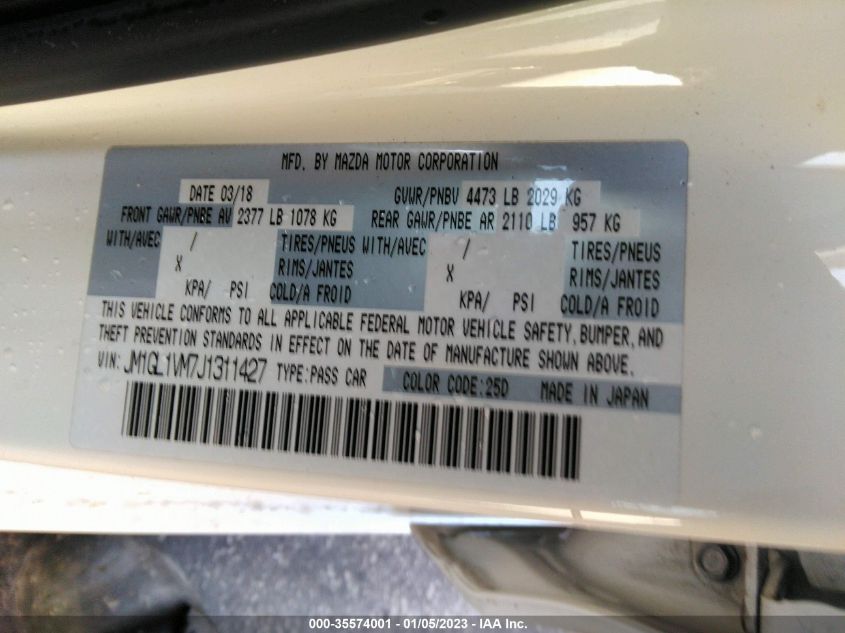 MFD. BY MAZDA MOTOR CORPORATION
DATE 03/18 GVWR/PNBV 4473 LB 2029 KG
FRONT GAWR/PNBE AV 2377 LB 1078 KG REAR GAWR/PNBE AR 2110 LB 957 KG
WITH/AVEC / TIRES/PNEUS WITH/AVEC / TIRES/PNEUS
X RIMS/JANTES X RIMS/JANTES
KPA/ PSI COLD/A FROID KPA/ PSI COLD/A FROID
THIS VEHICLE CONFORMS TO ALL APPLICABLE FEDERAL MOTOR VEHICLE SAFETY, BUMPER, AND
THEFT PREVENTION STANDARDS IN EFFECT ON THE DATE OF MANUFACTURE SHOWN ABOVE.
VIN: JM1GL1VM7J1311427 TYPE:PASS CAR COLOR CODE:25D MADE IN JAPAN
000-35574001 - 01/05/2023 - IAA Inc.